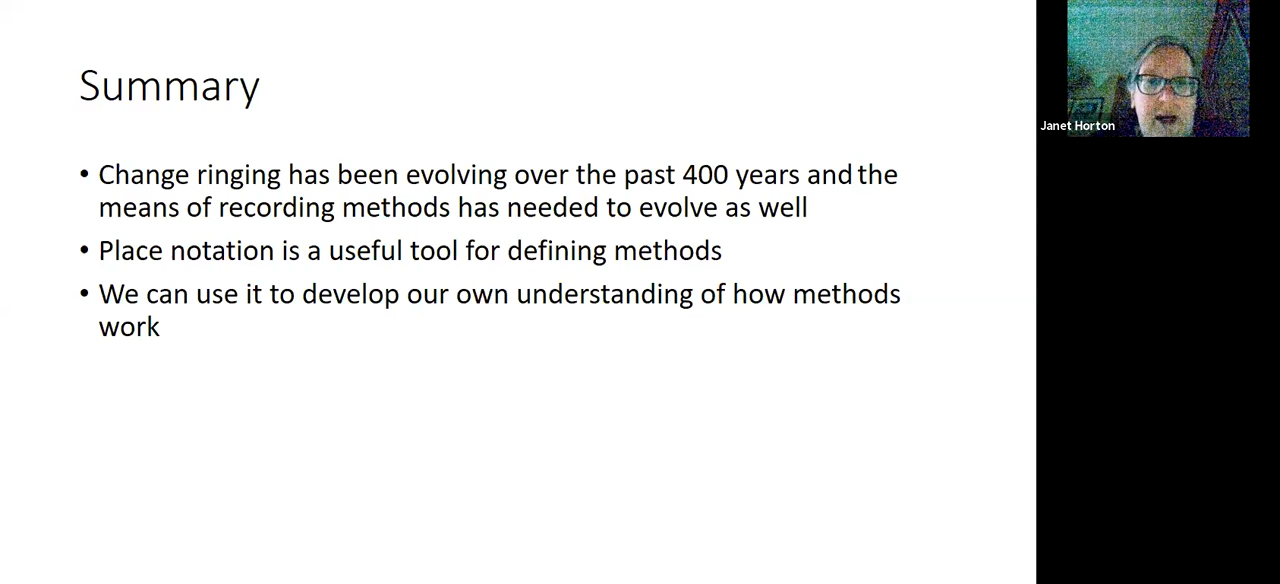 Summary
• Change ringing has been evolving over the past 400 years and the
means of recording methods has needed to evolve as well
• Place notation is a useful tool for defining methods
• We can use it to develop our own understanding of how methods
work
Janet Horton